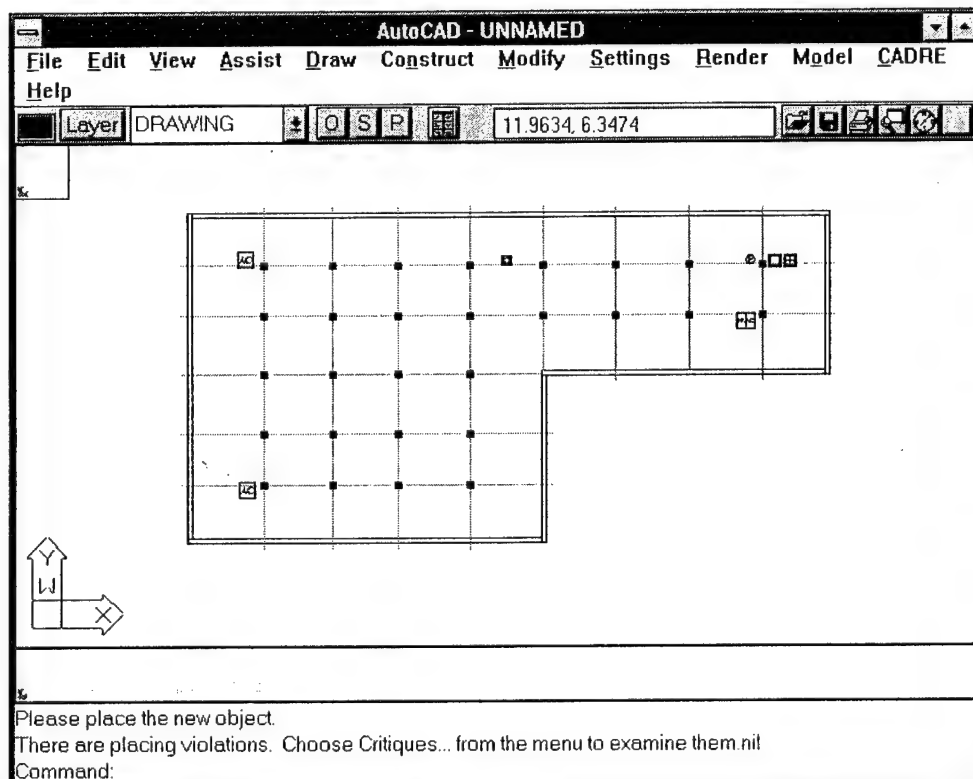 AutoCAD - UNNAMED
File Edit View Assist Draw Construct Modify Settings Render Model CADRE
Help
Layer DRAWING O S P 11.9634, 6.3474
AC
AC
Y
W
X
Please place the new object.
There are placing violations. Choose Critiques... from the menu to examine them.nil
Command: